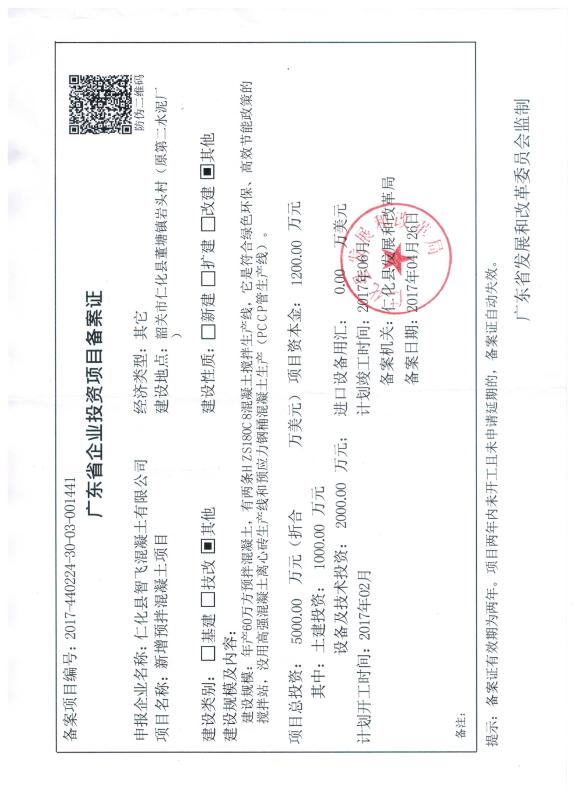 备案项目编号：2017-440224-30-03-001441
防伪二维码
广东省企业投资项目备案证
申报企业名称：仁化县智飞混凝土有限公司 经济类型：其它
项目名称：新增预拌混凝土项目 建设地点：韶关市仁化县董塘镇岩头村（原第二水泥厂
）
建设类别：□基建 □技改 ■其他 建设性质：□新建 □扩建 □改建 ■其他
建设规模及内容：
建设规模：年产60万方预拌混凝土，有两条HZS180C8混凝土搅拌生产线，它是符合绿色环保、高效节能政策的
搅拌站，没用高强混凝土离心砖生产线和预应力钢桶混凝土生产（PCCP管生产线）。
项目总投资： 5000.00 万元（折合 万美元） 项目资本金： 1200.00 万元
其中：土建投资： 1000.00 万元
设备及技术投资： 2000.00 万元； 进口设备用汇： 0.00 万美元
计划开工时间：2017年02月 计划竣工时间：2017年06月
备案机关：仁化县发展和改革局
备案日期：2017年04月26日
仁化县发展和改革局
备注：
提示：备案证有效期为两年。项目两年内未开工且未申请延期的，备案证自动失效。
广东省发展和改革委员会监制